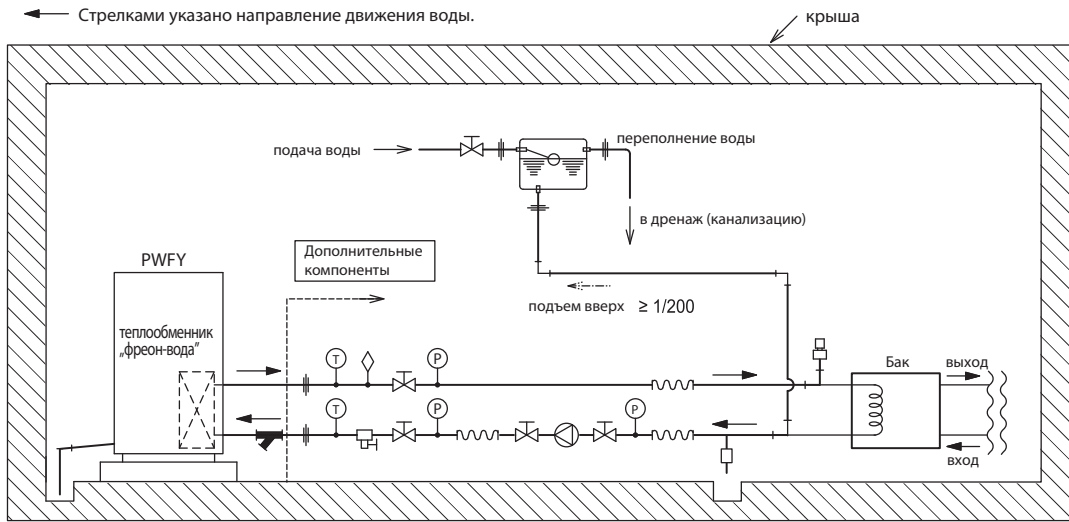 Стрелками указано направление движения воды.
крыша
подача воды
переполнение воды
в дренаж (канализацию)
Дополнительные
компоненты
PWFY
подъем вверх ≥ 1/200
теплообменник
„фреон-вода”
T
P
Бак
выход
T
P
P
вход